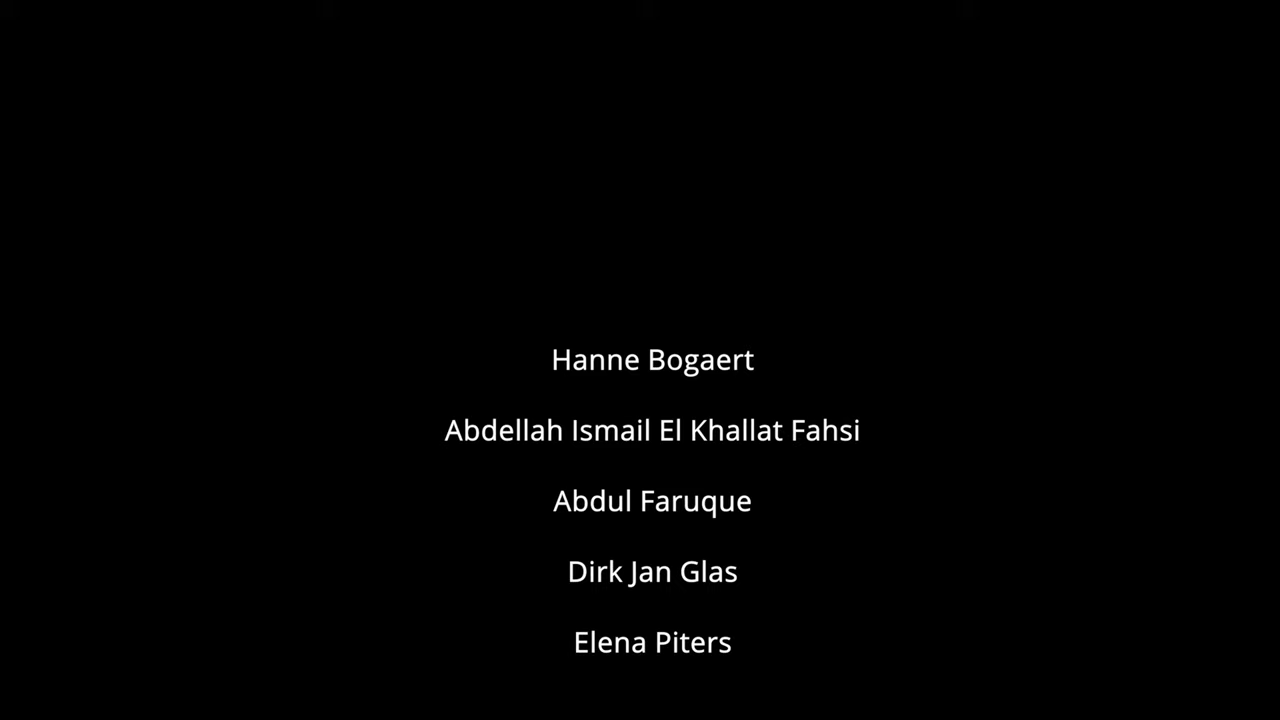 Hanne Bogaert
Abdellah Ismail El Khallat Fahsi
Abdul Faruque
Dirk Jan Glas
Elena Piters